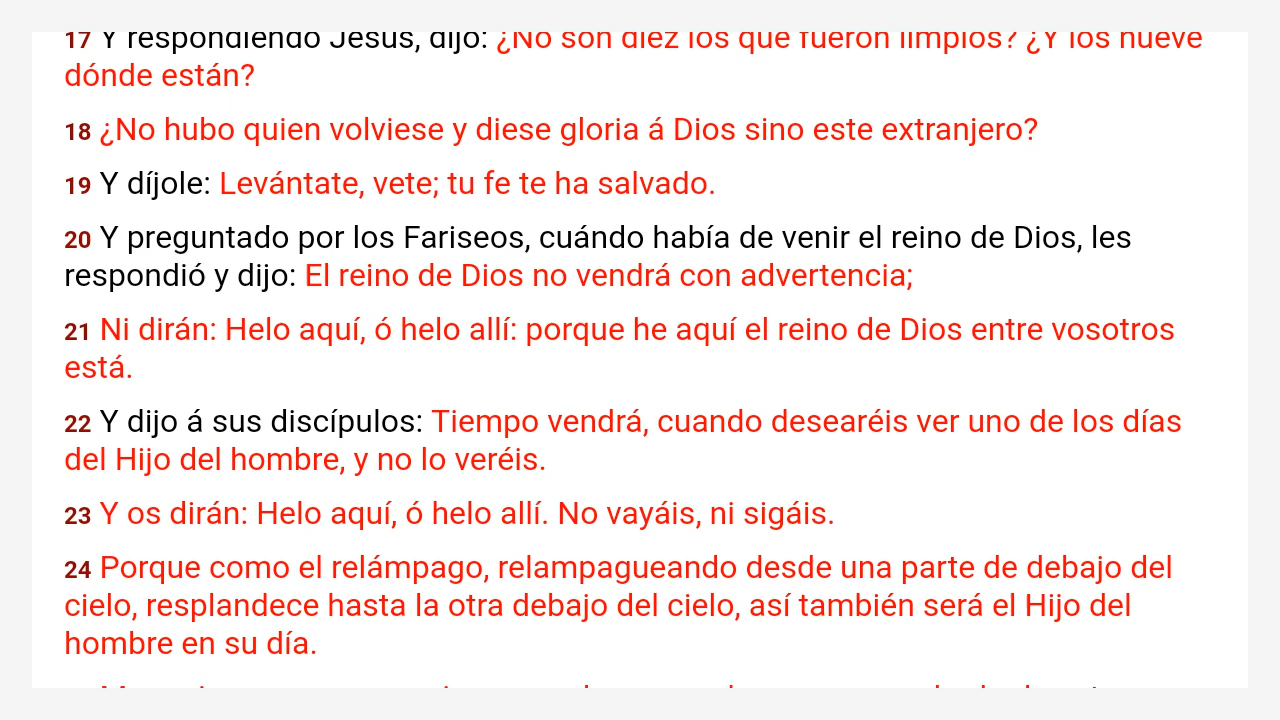 17 Y respondiendo Jesús, dijo: ¿No son diez los que fueron limpios? ¿Y los nueve
dónde están?
18 ¿No hubo quien volviese y diese gloria á Dios sino este extranjero?
19 Y díjole: Levántate, vete; tu fe te ha salvado.
20 Y preguntado por los Fariseos, cuándo había de venir el reino de Dios, les
respondió y dijo: El reino de Dios no vendrá con advertencia;
21 Ni dirán: Helo aquí, ó helo allí: porque he aquí el reino de Dios entre vosotros
está.
22 Y dijo á sus discípulos: Tiempo vendrá, cuando desearéis ver uno de los días
del Hijo del hombre, y no lo veréis.
23 Y os dirán: Helo aquí, ó helo allí. No vayáis, ni sigáis.
24 Porque como el relámpago, relampagueando desde una parte de debajo del
cielo, resplandece hasta la otra debajo del cielo, así también será el Hijo del
hombre en su día.